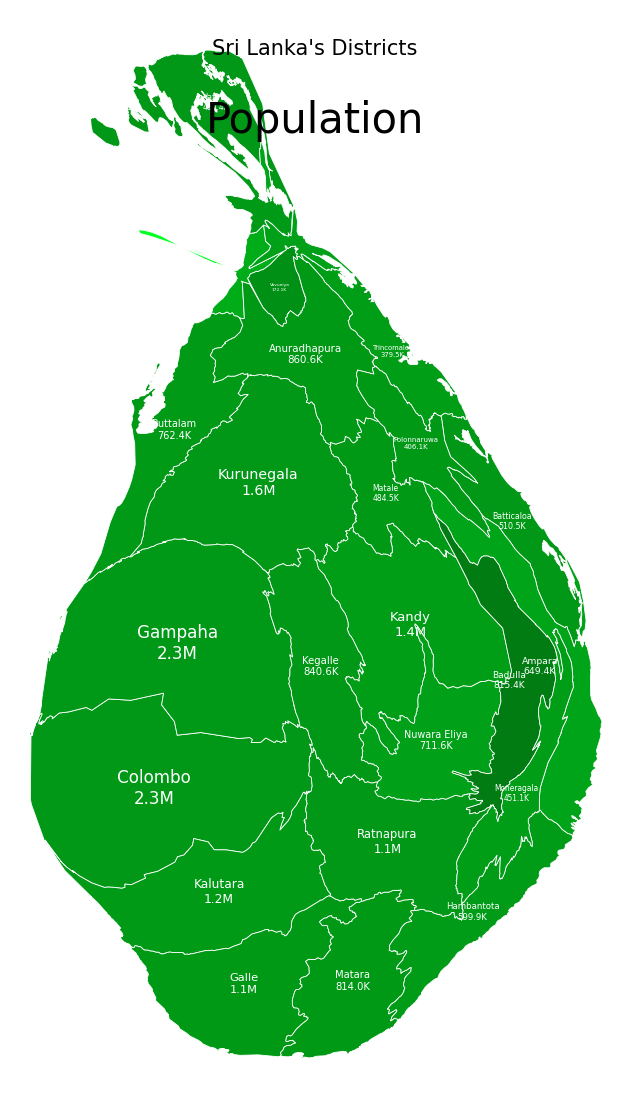 Sri Lanka's Districts
Population
Vavuniya
172.1K
Anuradhapura
860.6K
Trincomalee
379.5K
Puttalam
762.4K
Polonnaruwa
406.1K
Kurunegala
1.6M
Matale
484.5K
Batticaloa
510.5K
Kandy
1.4M
Gampaha
2.3M
Kegalle
840.6K
Ampara
649.4K
Badulla
815.4K
Nuwara Eliya
711.6K
Colombo
2.3M
Moneragala
451.1K
Ratnapura
1.1M
Kalutara
1.2M
Hambantota
599.9K
Galle
1.1M
Matara
814.0K